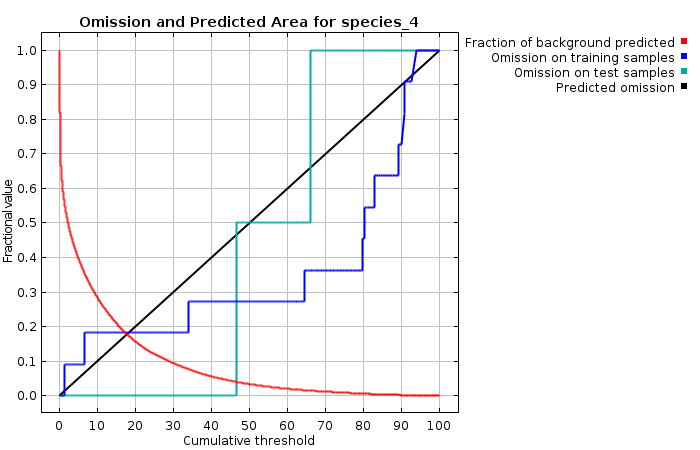 Omission and Predicted Area for species_4
Fraction of background predicted
Omission on training samples
Omission on test samples
Predicted omission
Fractional value
1.0
0.9
0.8
0.7
0.6
0.5
0.4
0.3
0.2
0.1
0.0
0 10 20 30 40 50 60 70 80 90 100
Cumulative threshold